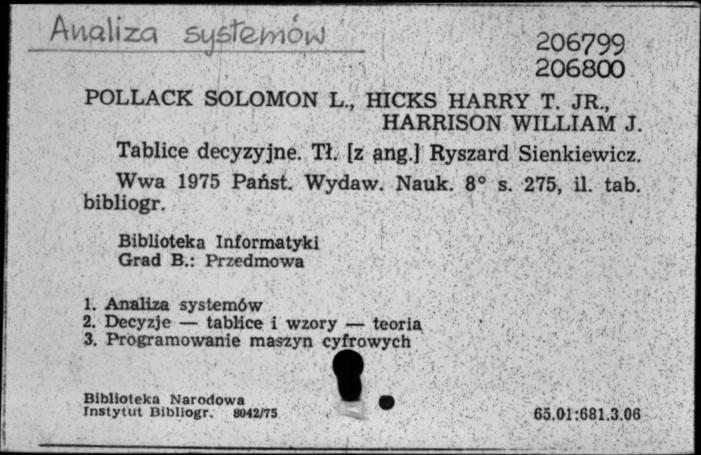 Analiza systemów
206799
206800
POLLACK SOLOMON L., HICKS HARRY T. JR.,
HARRISON WILLIAM J.
Tablice decyzyjne. Tł. [z ang.] Ryszard Sienkiewicz.
Wwa 1975 Państ. Wydaw. Nauk. 8° s. 275, il. tab.
bibliogr.
Biblioteka Informatyki
Grad B.: Przedmowa
1. Analiza systemów
2. Decyzje — tablice i wzory — teoria
3. Programowanie maszyn cyfrowych
Biblioteka Narodowa
Instytut Bibliogr. 8042/75
65.01:681.3.06